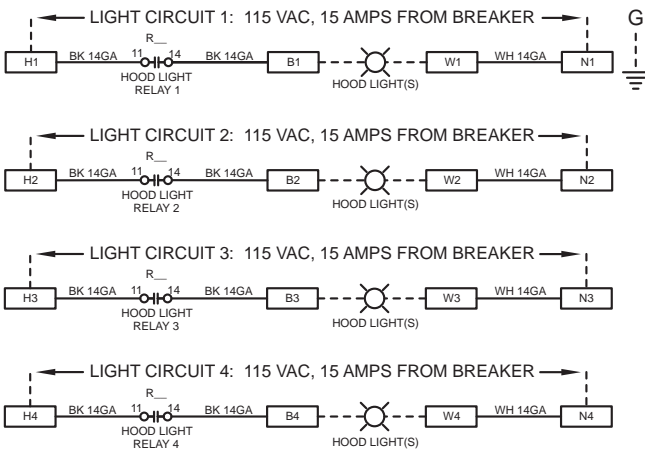 LIGHT CIRCUIT 1: 115 VAC, 15 AMPS FROM BREAKER
G
R__
H1 BK 14GA 11 14 BK 14GA B1 W1 WH 14GA N1
HOOD LIGHT
RELAY 1
HOOD LIGHT(S)
LIGHT CIRCUIT 2: 115 VAC, 15 AMPS FROM BREAKER
R__
H2 BK 14GA 11 14 BK 14GA B2 W2 WH 14GA N2
HOOD LIGHT
RELAY 2
HOOD LIGHT(S)
LIGHT CIRCUIT 3: 115 VAC, 15 AMPS FROM BREAKER
R__
H3 BK 14GA 11 14 BK 14GA B3 W3 WH 14GA N3
HOOD LIGHT
RELAY 3
HOOD LIGHT(S)
LIGHT CIRCUIT 4: 115 VAC, 15 AMPS FROM BREAKER
R__
H4 BK 14GA 11 14 BK 14GA B4 W4 WH 14GA N4
HOOD LIGHT
RELAY 4
HOOD LIGHT(S)